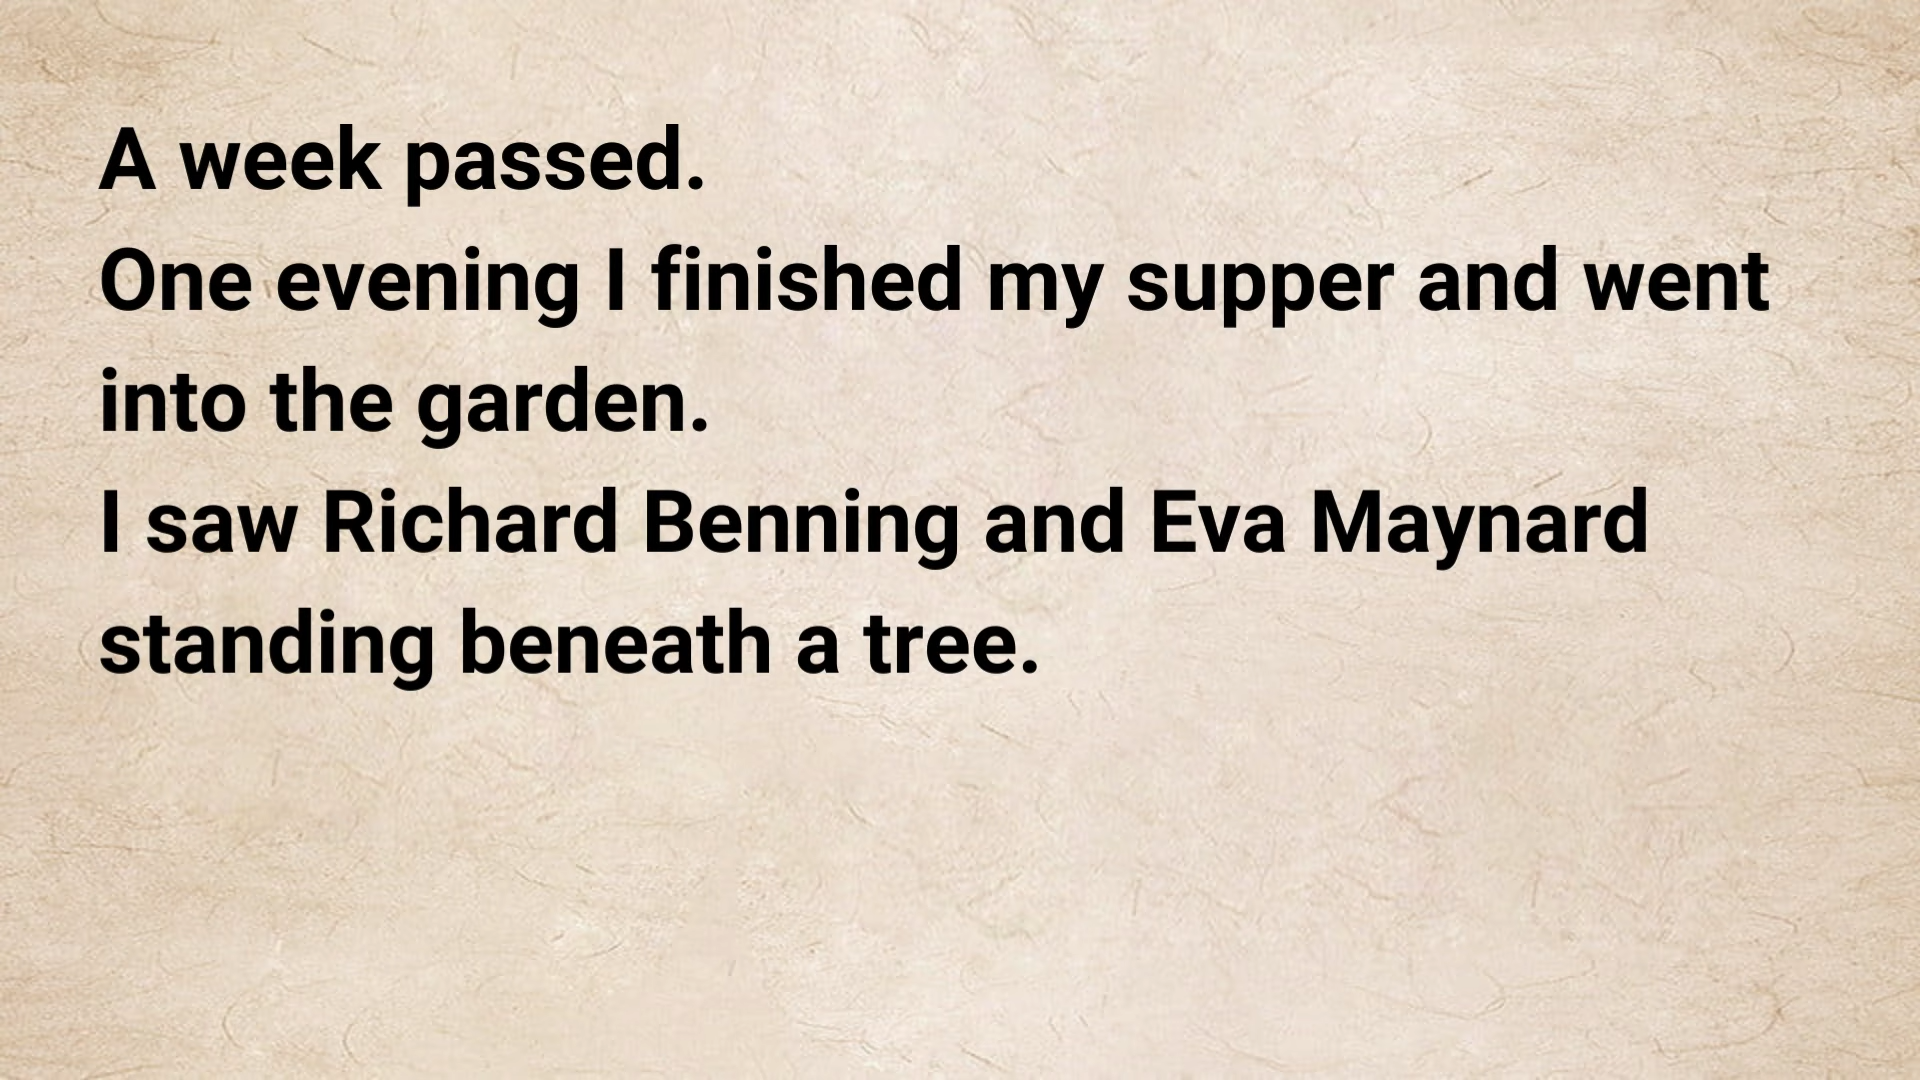 A week passed.
One evening I finished my supper and went
into the garden.
I saw Richard Benning and Eva Maynard
standing beneath a tree.